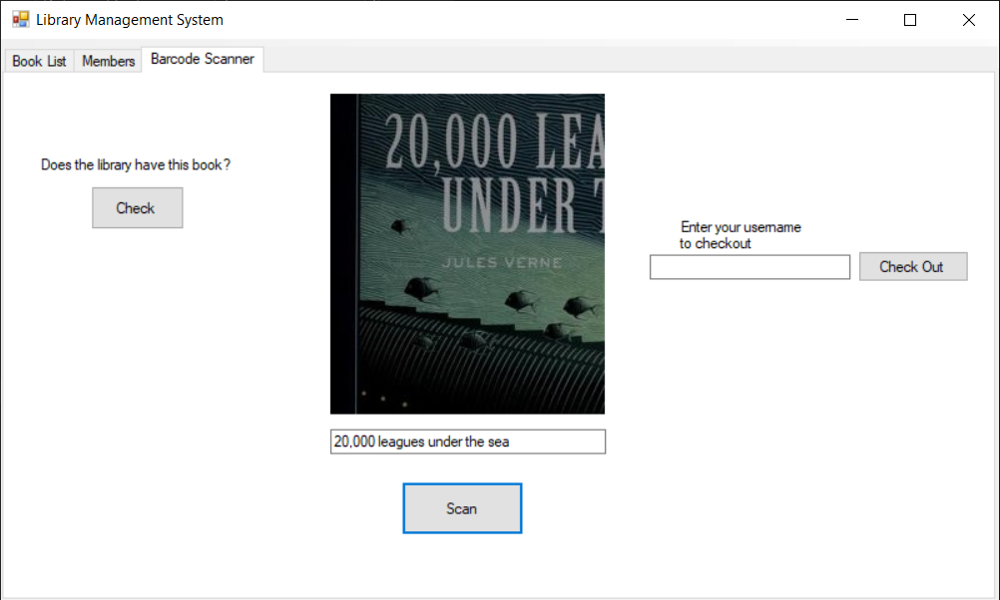 Library Management System
Book List
Members
Barcode Scanner
Does the library have this book?
Check
20,000 LEA
UNDER T
JULES VERNE
20,000 leagues under the sea
Scan
Enter your username
to checkout
Check Out